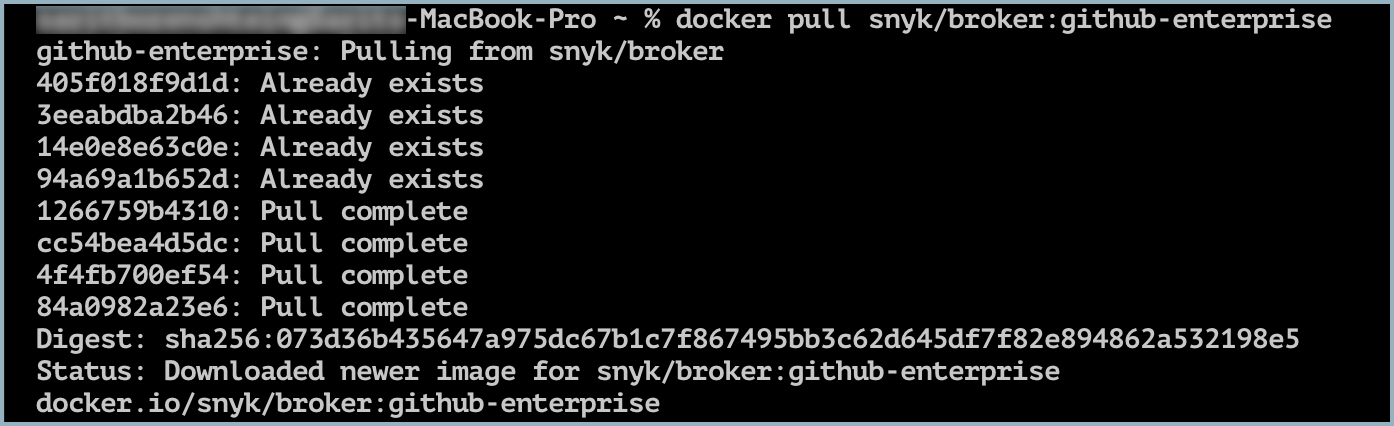 -MacBook-Pro ~ % docker pull snyk/broker:github-enterprise
github-enterprise: Pulling from snyk/broker
405f018f9d1d: Already exists
3eeabdba2b46: Already exists
14e0e8e63c0e: Already exists
94a69a1b652d: Already exists
1266759b4310: Pull complete
cc54bea4d5dc: Pull complete
4f4fb700ef54: Pull complete
84a0982a23e6: Pull complete
Digest: sha256:073d36b435647a975dc67b1c7f867495bb3c62d645df7f82e894862a532198e5
Status: Downloaded newer image for snyk/broker:github-enterprise
docker.io/snyk/broker:github-enterprise